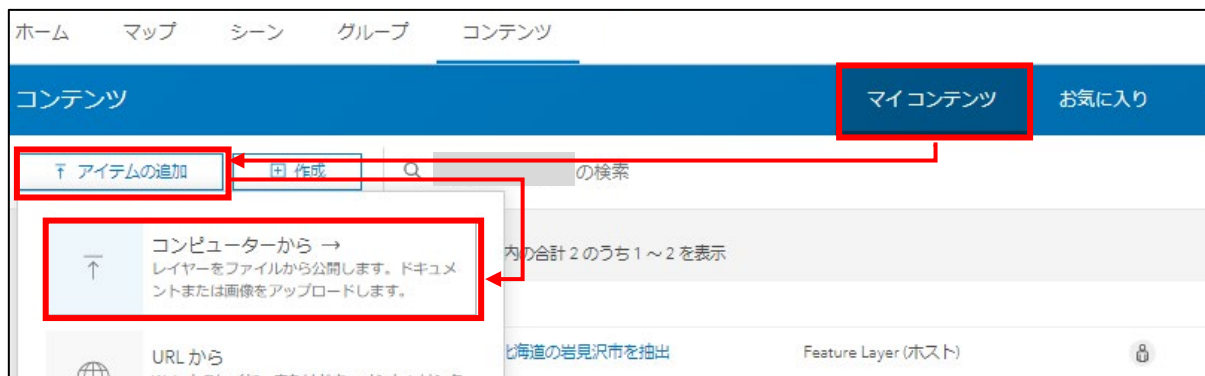 ホーム マップ シーン グループ コンテンツ
コンテンツ マイ コンテンツ お気に入り
アイテムの追加 作成 の検索
コンピューターから →
レイヤーをファイルから公開します。ドキュメ
ントまたは画像をアップロードします。
内の合計 2 のうち 1 ～ 2 を表示
URL から
海道の岩見沢市を抽出 Feature Layer (ホスト)